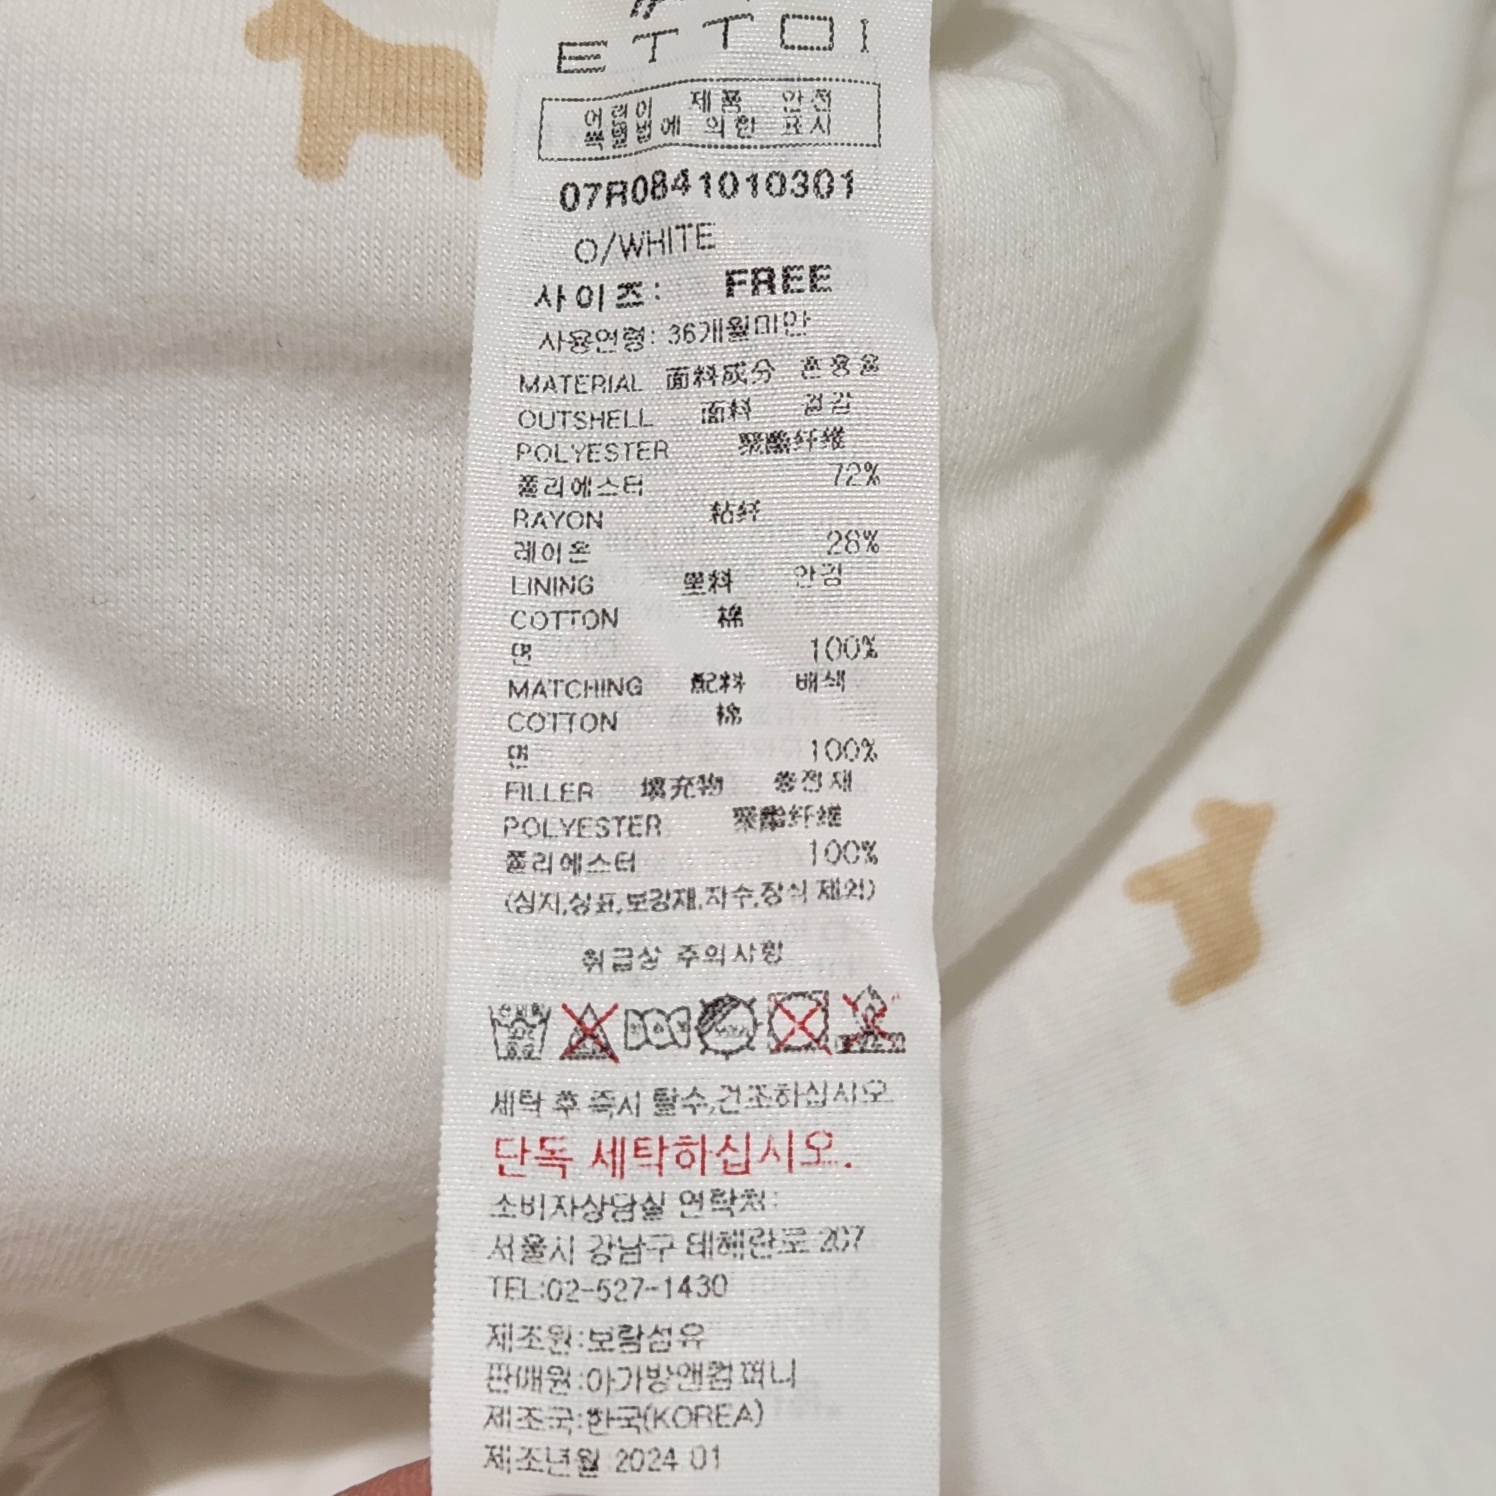 ETTOI
어린이 제품 안전
특별법에 의한 표시
07R0841010301
O/WHITE
사이즈: FREE
사용연령: 36개월미만
MATERIAL 面料成分 혼용율
OUTSHELL 面料 겉감
POLYESTER 聚酯纤维
폴리에스터 72%
RAYON 粘纤
레이온 28%
LINING 里料 안감
COTTON 棉
면 100%
MATCHING 配料 배색
COTTON 棉
면 100%
FILLER 填充物 충전재
POLYESTER 聚酯纤维
폴리에스터 100%
(심지,상표,보강재,자수,장식 제외)
취급상 주의사항
세탁 후 즉시 탈수,건조하십시오.
단독 세탁하십시오.
소비자상담실 연락처:
서울시 강남구 테헤란로 207
TEL:02-527-1430
제조원:보람섬유
판매원:아가방앤컴퍼니
제조국:한국(KOREA)
제조년월 2024 01